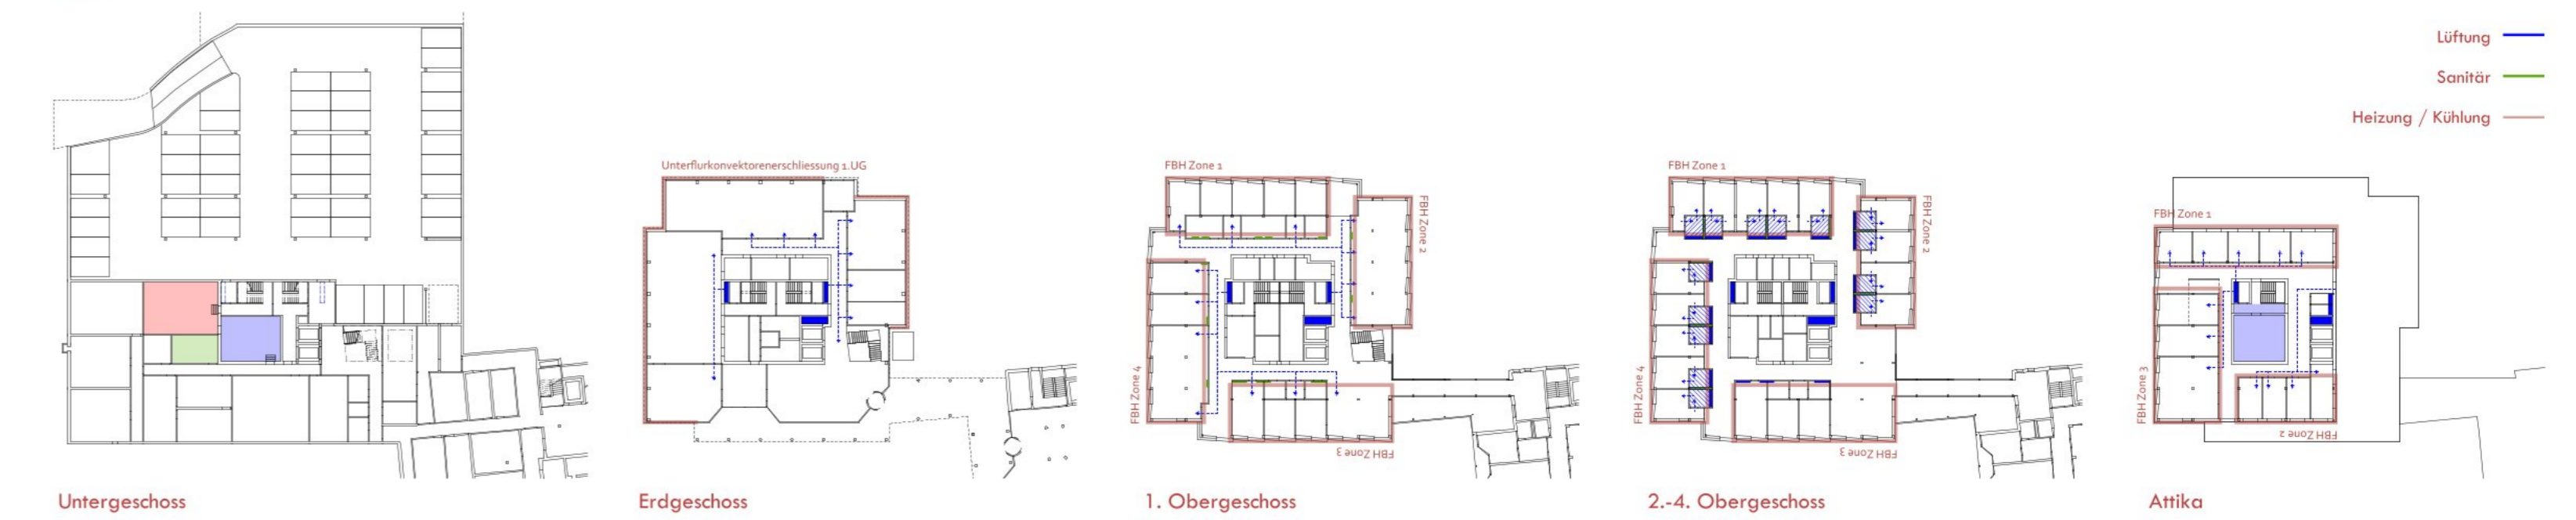 Lüftung
Sanitär
Heizung / Kühlung
Unterflurkonvektorenerschliessung 1.UG
FBH Zone 1
FBH Zone 2
FBH Zone 4
FBH Zone 3
FBH Zone 1
FBH Zone 2
FBH Zone 4
FBH Zone 3
FBH Zone 1
FBH Zone 3
FBH Zone 2
Untergeschoss
Erdgeschoss
1. Obergeschoss
2.-4. Obergeschoss
Attika